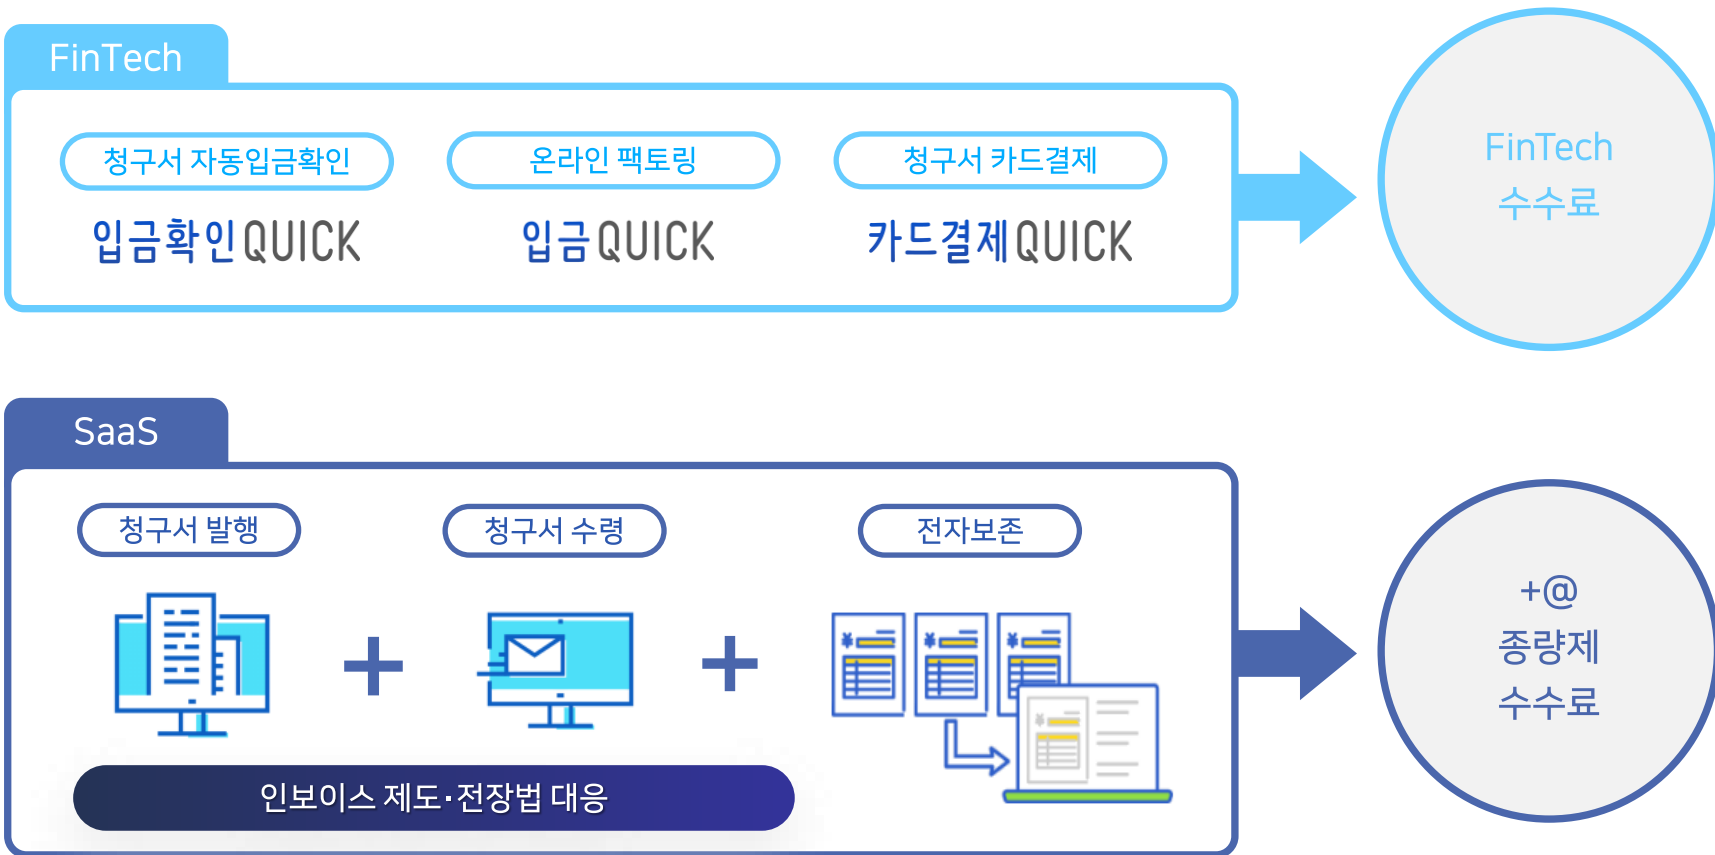 FinTech
청구서 자동입금확인
온라인 팩토링
청구서 카드결제
입금확인QUICK
입금QUICK
카드결제QUICK
FinTech
수수료
SaaS
청구서 발행
청구서 수령
전자보존
¥
¥
¥
¥
인보이스 제도·전장법 대응
+@
종량제
수수료